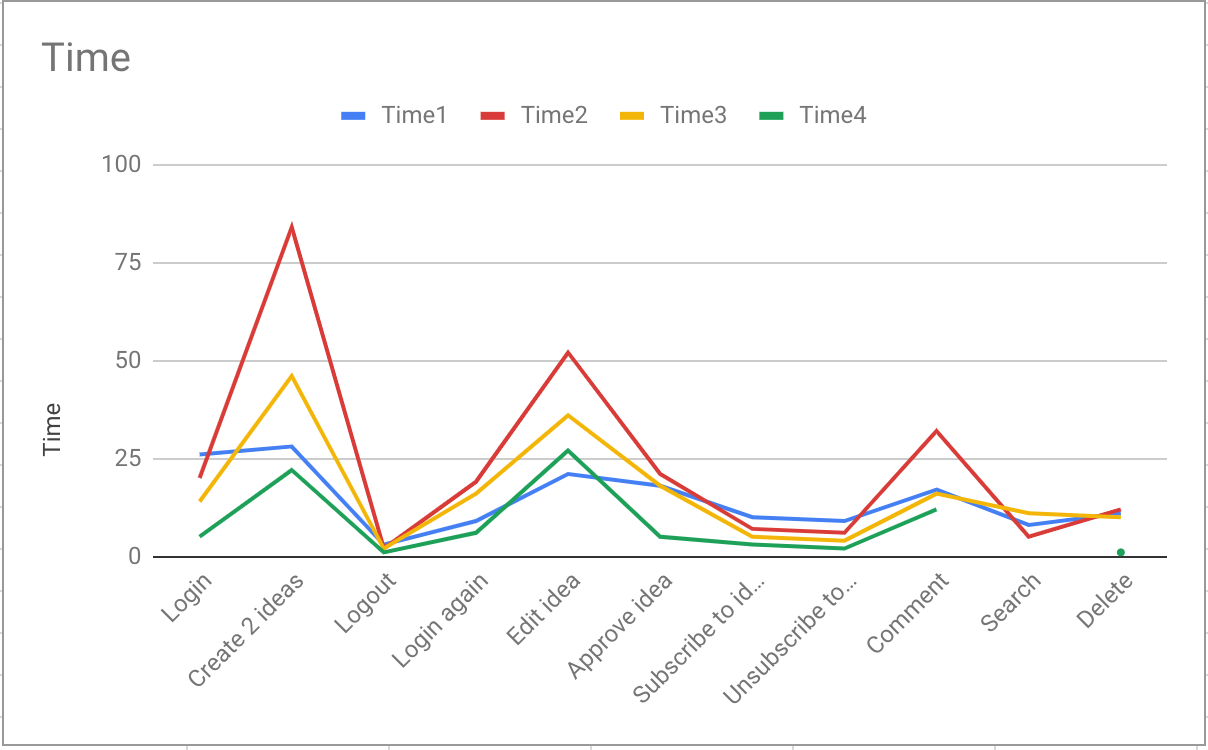 Time
Time1 Time2 Time3 Time4
100
75
50
25
0
Time
Login
Create 2 ideas
Logout
Login again
Edit idea
Approve idea
Subscribe to id...
Unsubscribe to...
Comment
Search
Delete